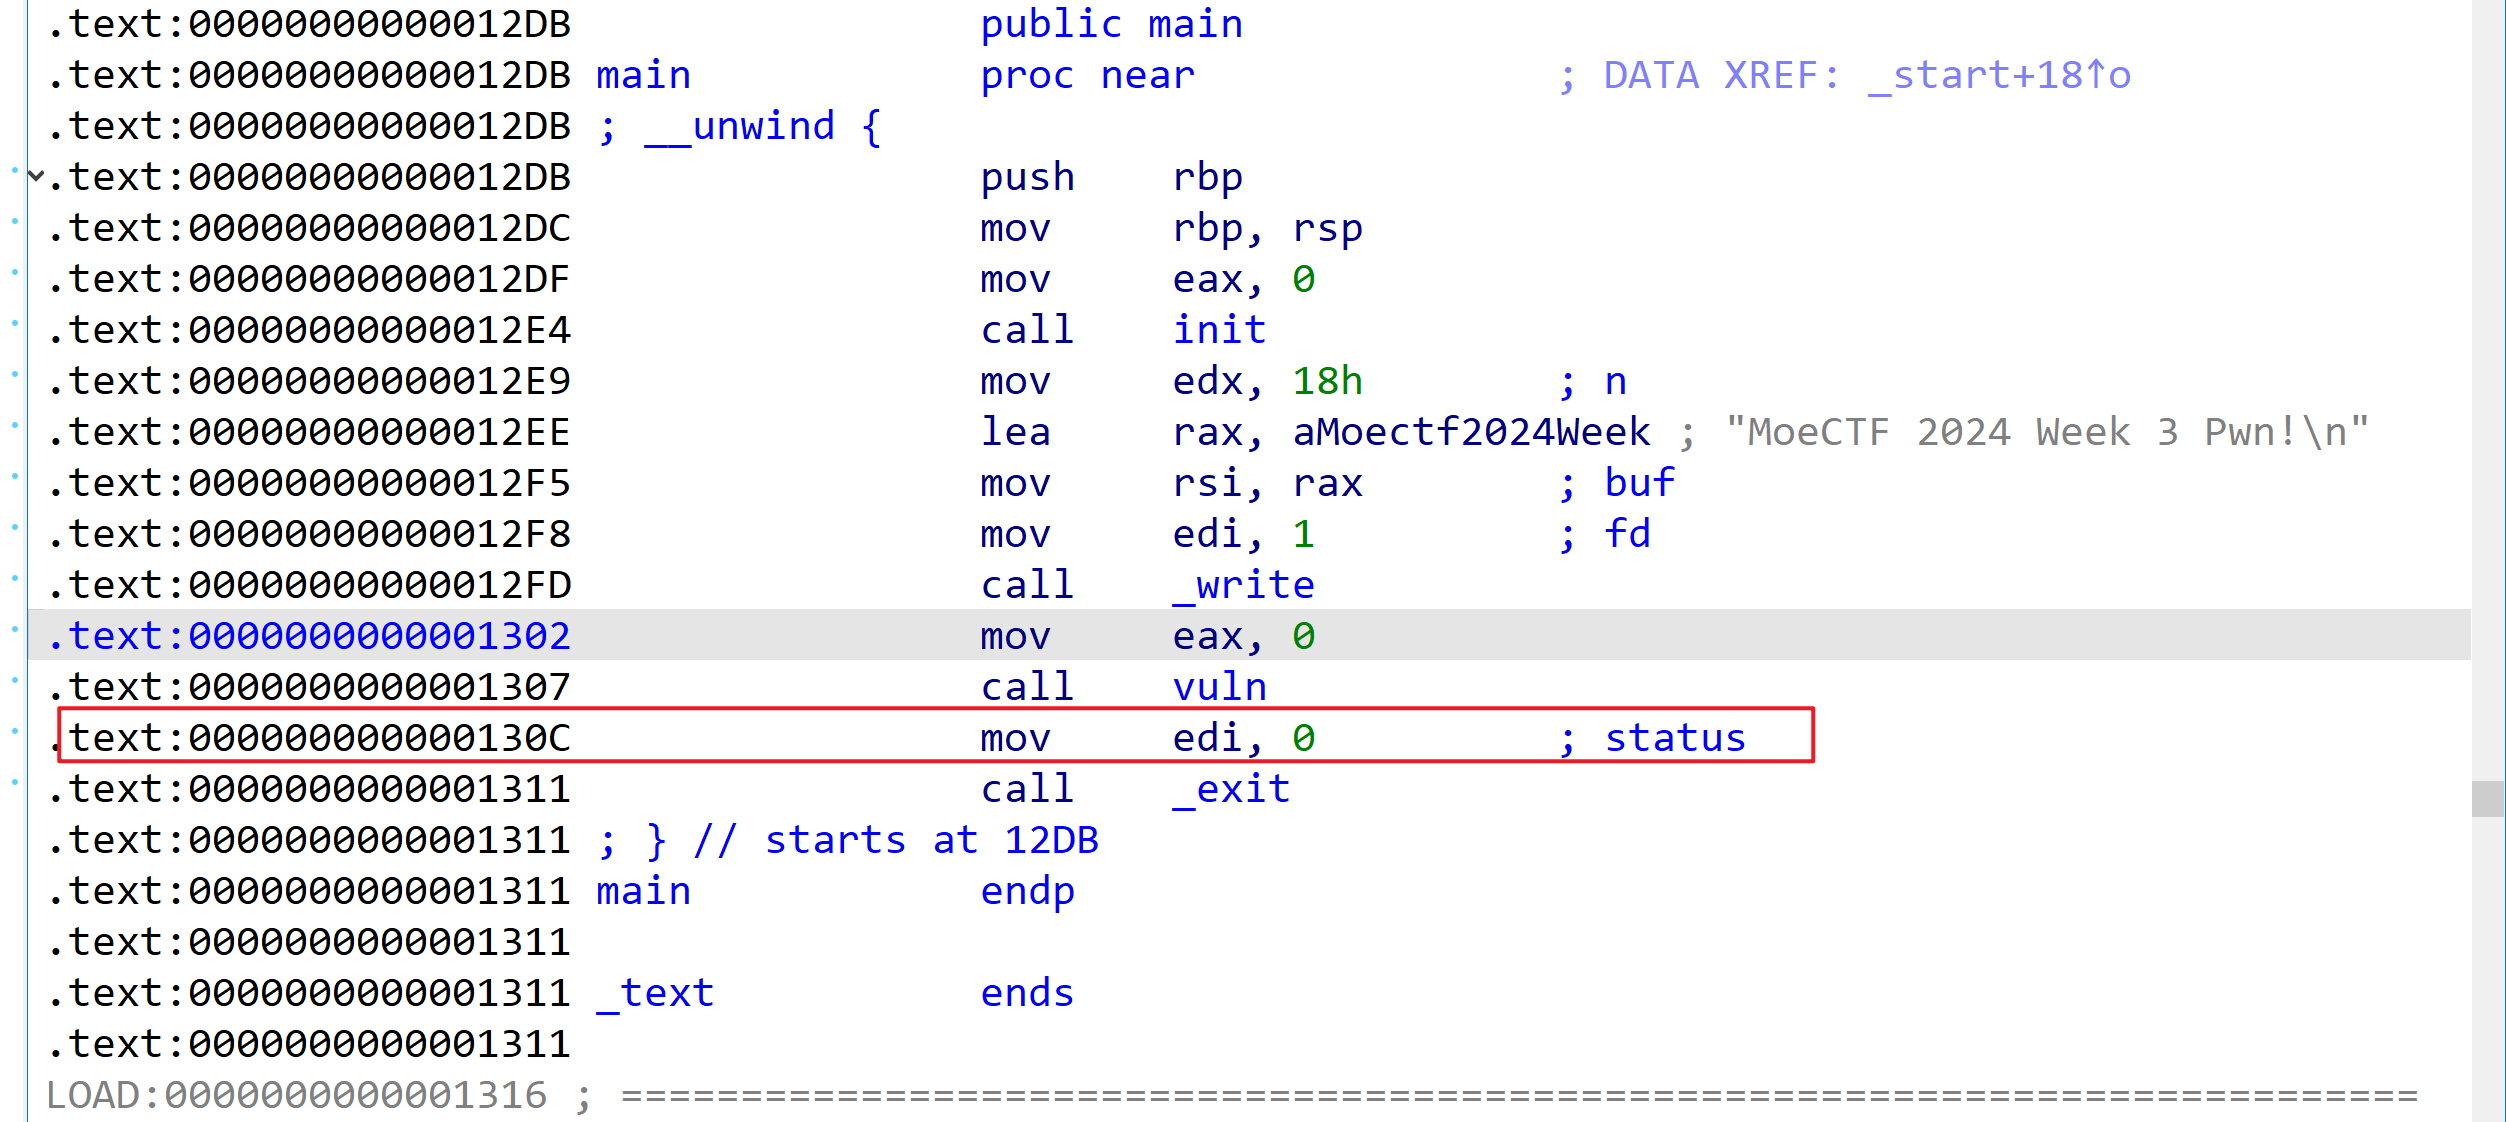 .text:00000000000012DB                 public main
.text:00000000000012DB main            proc near               ; DATA XREF: _start+18↑o
.text:00000000000012DB ; __unwind {
.text:00000000000012DB                 push    rbp
.text:00000000000012DC                 mov     rbp, rsp
.text:00000000000012DF                 mov     eax, 0
.text:00000000000012E4                 call    init
.text:00000000000012E9                 mov     edx, 18h        ; n
.text:00000000000012EE                 lea     rax, aMoectf2024Week ; "MoeCTF 2024 Week 3 Pwn!\n"
.text:00000000000012F5                 mov     rsi, rax        ; buf
.text:00000000000012F8                 mov     edi, 1          ; fd
.text:00000000000012FD                 call    _write
.text:0000000000001302                 mov     eax, 0
.text:0000000000001307                 call    vuln
.text:000000000000130C                 mov     edi, 0          ; status
.text:0000000000001311                 call    _exit
.text:0000000000001311 ; } // starts at 12DB
.text:0000000000001311 main            endp
.text:0000000000001311
.text:0000000000001311 _text           ends
.text:0000000000001311
LOAD:0000000000001316 ; ===========================================================================